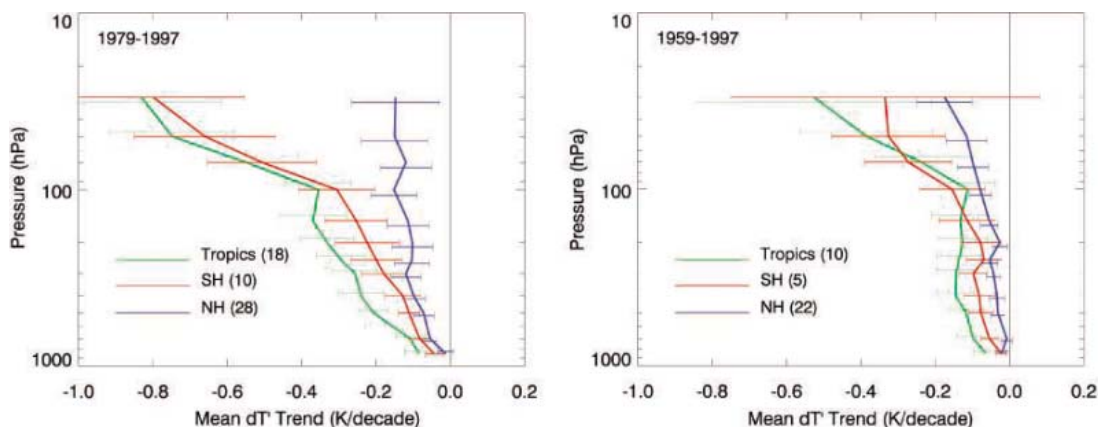 10
1979-1997
100
1000
Pressure (hPa)
Tropics (18)
SH (10)
NH (28)
-1.0 -0.8 -0.6 -0.4 -0.2 0.0
Mean dT' Trend (K/decade)
10
1959-1997
100
1000
Pressure (hPa)
Tropics (10)
SH (5)
NH (22)
-1.0 -0.8 -0.6 -0.4 -0.2 0.0 0.2
Mean dT' Trend (K/decade)